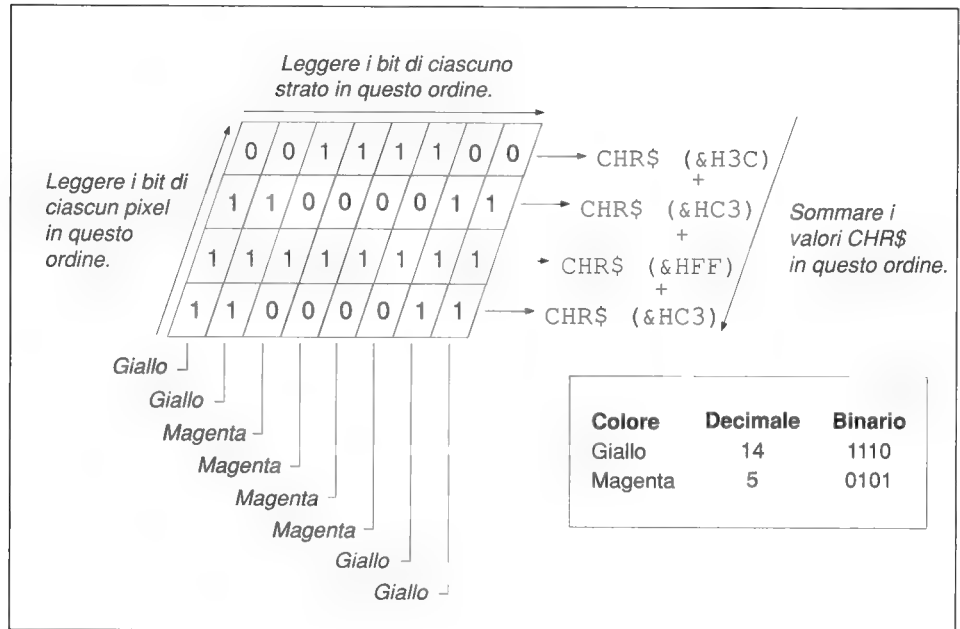 Leggere i bit di ciascuno
strato in questo ordine.
Leggere i bit di
ciascun pixel
in questo
ordine.
0 0 1 1 1 1 0 0
CHR$ (&H3C)
+
1 1 0 0 0 0 1 1
CHR$ (&HC3)
+
1 1 1 1 1 1 1 1
CHR$ (&HFF)
+
1 1 0 0 0 0 1 1
CHR$ (&HC3)
Sommare i
valori CHR$
in questo ordine.
Giallo
Giallo
Magenta
Magenta
Magenta
Magenta
Giallo
Giallo
Colore Decimale Binario
Giallo 14 1110
Magenta 5 0101